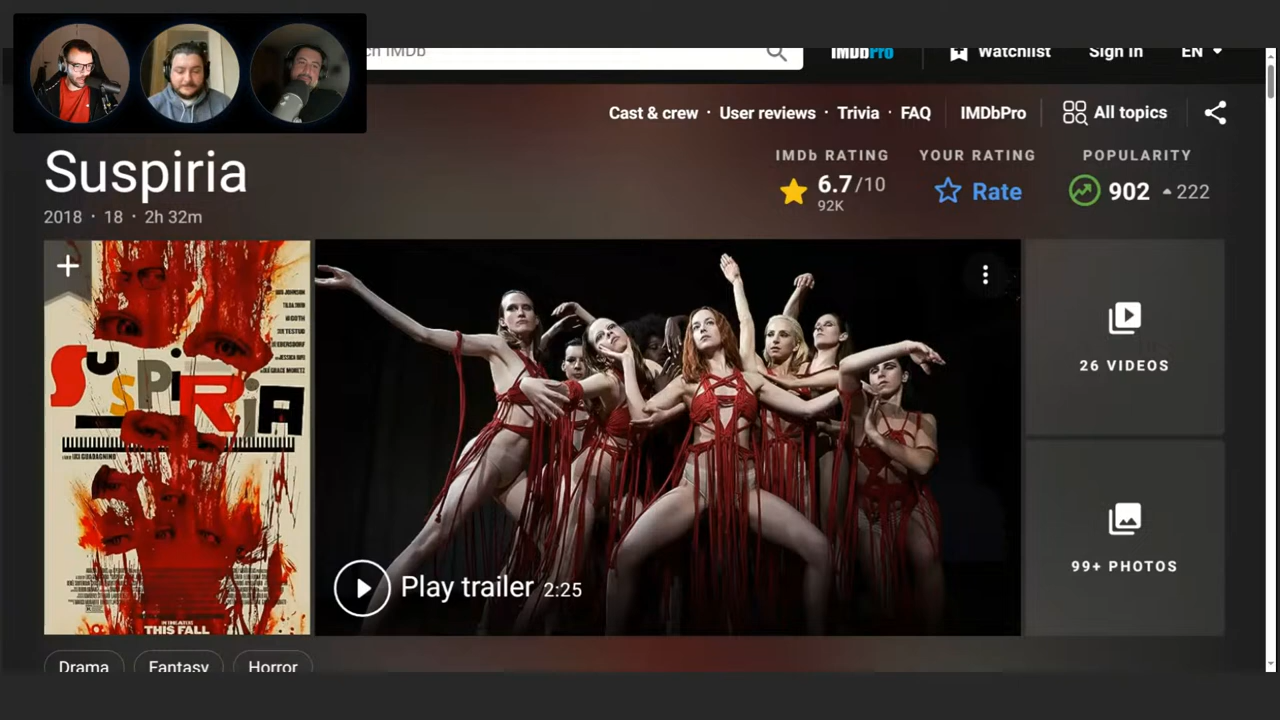 ch IMDb
IMDbPro
Watchlist
Sign In
EN
Cast & crew · User reviews · Trivia · FAQ
IMDbPro
All topics
Suspiria
2018 · 18 · 2h 32m
IMDb RATING
6.7/10
92K
YOUR RATING
Rate
POPULARITY
902
222
SUSPIRIA
THIS FALL
Play trailer 2:25
26 VIDEOS
99+ PHOTOS
Drama
Fantasy
Horror